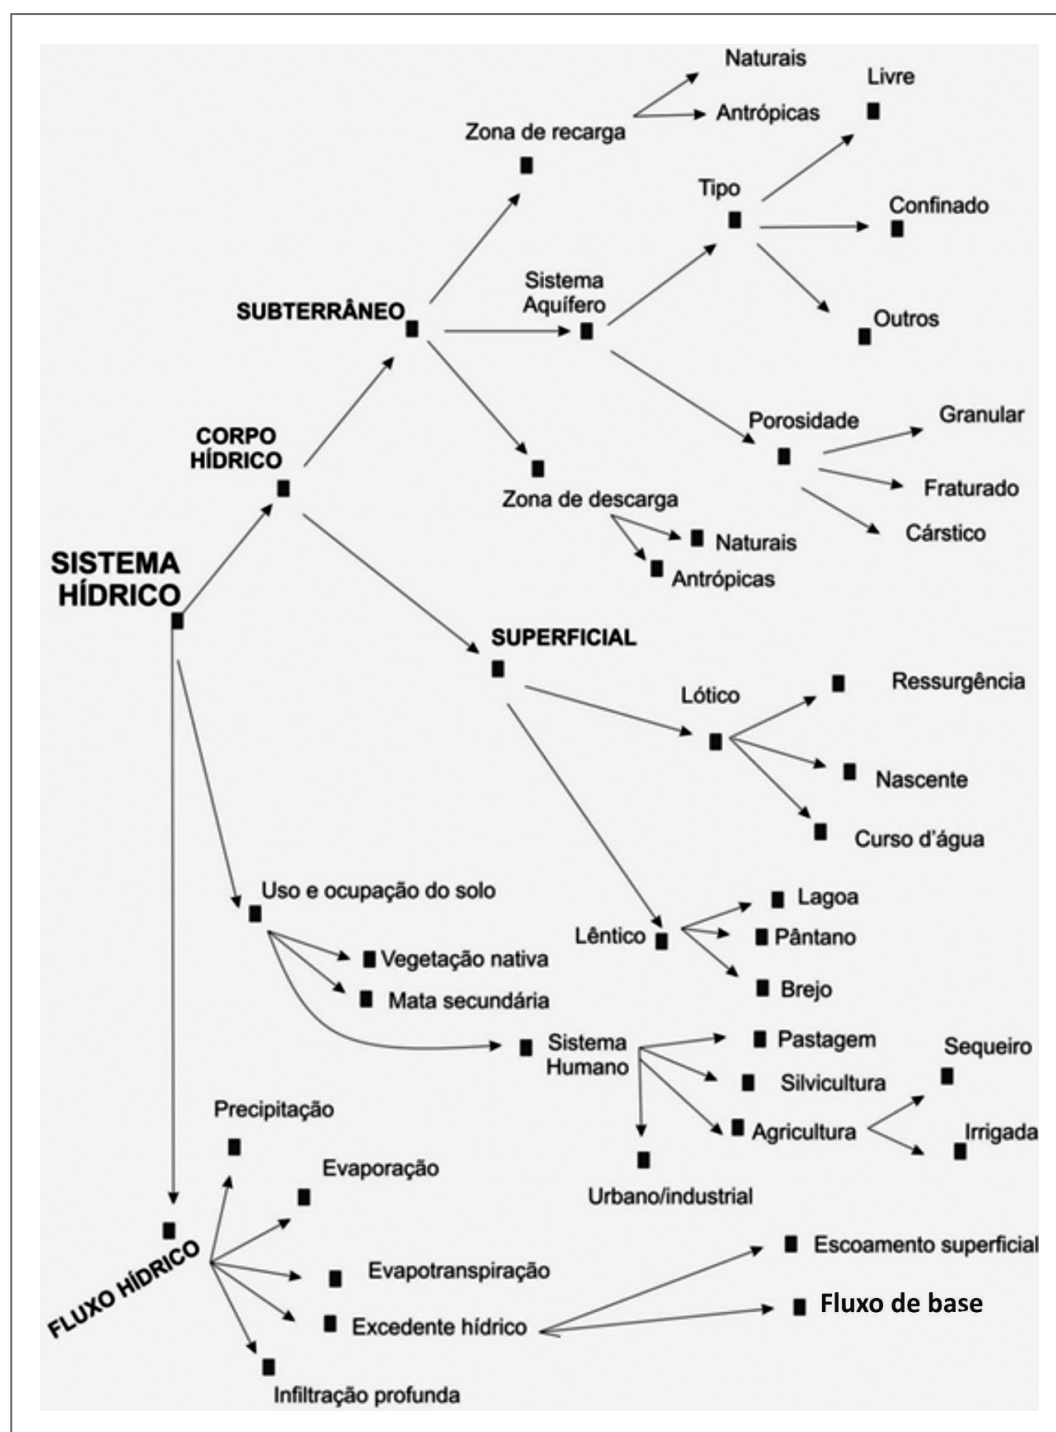 Naturais
Livre
Antrópicas
Zona de recarga
Tipo
Confinado
Sistema
Aquífero
SUBTERRÂNEO
Outros
Granular
Porosidade
CORPO
HÍDRICO
Fraturado
Zona de descarga
Cárstico
Naturais
Antrópicas
SISTEMA
HÍDRICO
SUPERFICIAL
Ressurgência
Lótico
Nascente
Curso d'água
Uso e ocupação do solo
Lagoa
Lêntico
Pântano
Vegetação nativa
Brejo
Mata secundária
Sistema
Humano
Pastagem
Sequeiro
Silvicultura
Precipitação
Agricultura
Irrigada
Evaporação
Urbano/industrial
FLUXO HÍDRICO
Escoamento superficial
Evapotranspiração
Fluxo de base
Excedente hídrico
Infiltração profunda